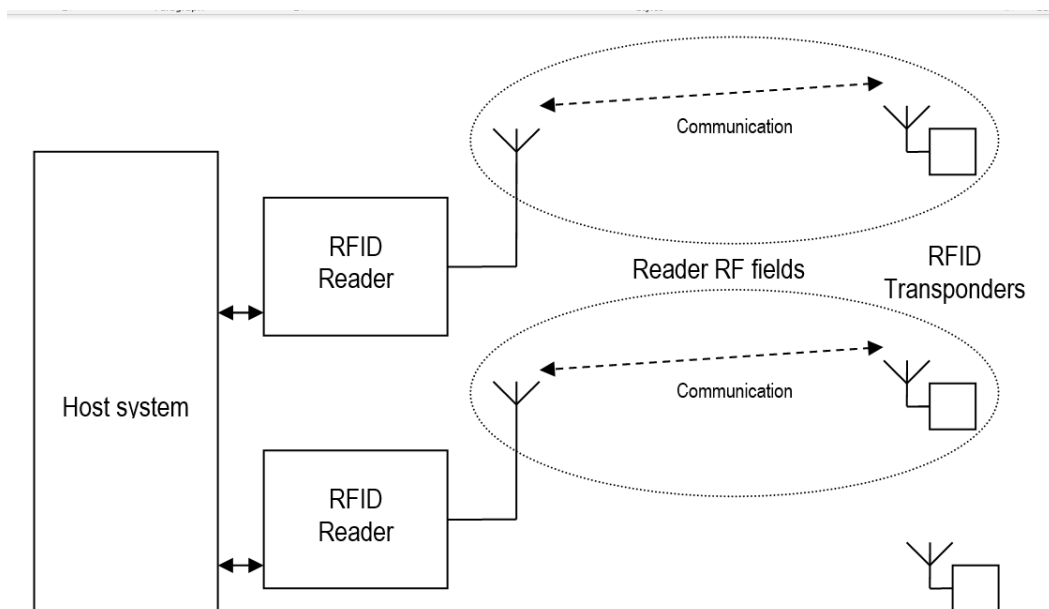 Communication
RFID
Reader
Reader RF fields
RFID
Transponders
Communication
Host system
RFID
Reader